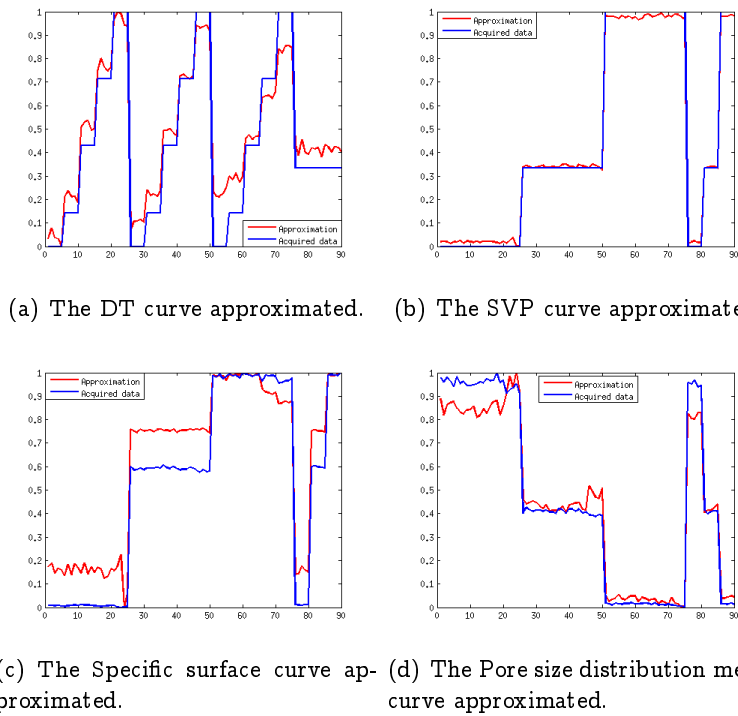 1
0.9
0.8
0.7
0.6
0.5
0.4
0.3
0.2
0.1
0
0 10 20 30 40 50 60 70 80 90
Approximation
Acquired data
1
0.9
0.8
0.7
0.6
0.5
0.4
0.3
0.2
0.1
0
0 10 20 30 40 50 60 70 80 90
Approximation
Acquired data
(a) The DT curve approximated.
(b) The SVP curve approximate
1
0.9
0.8
0.7
0.6
0.5
0.4
0.3
0.2
0.1
0
0 10 20 30 40 50 60 70 80 90
Approximation
Acquired data
1
0.9
0.8
0.7
0.6
0.5
0.4
0.3
0.2
0.1
0
0 10 20 30 40 50 60 70 80 90
Approximation
Acquired data
(c) The Specific surface curve ap-
proximated.
(d) The Pore size distribution me
curve approximated.